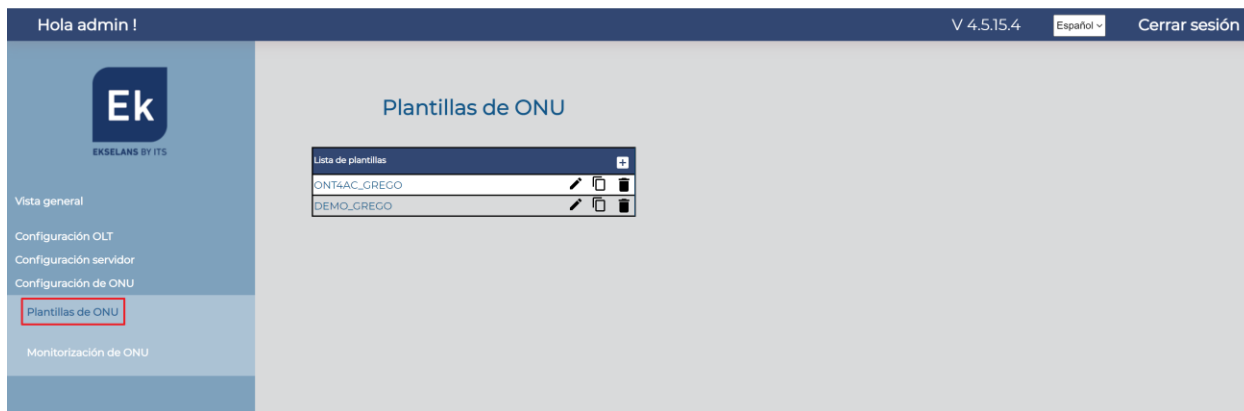 Hola admin !
V 4.5.15.4
Español
Cerrar sesión
Ek
EKSELANS BY ITS
Vista general
Configuración OLT
Configuración servidor
Configuración de ONU
Plantillas de ONU
Monitorización de ONU
Plantillas de ONU
Lista de plantillas
ONT4AC_GREGO
DEMO_GREGO